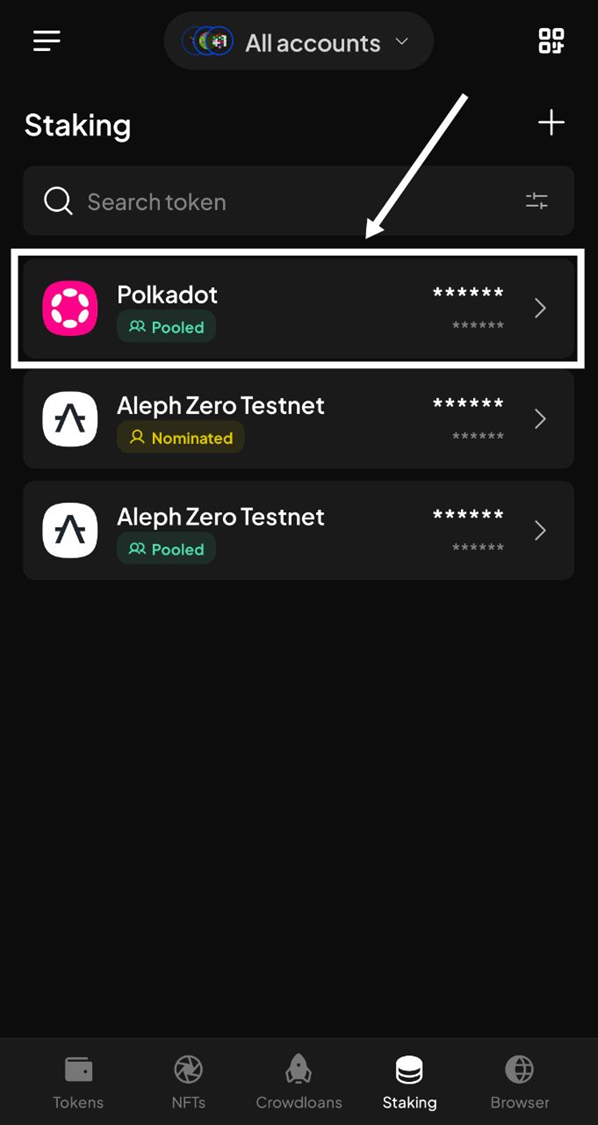 All accounts
Staking
Search token
Polkadot
******
Pooled
******
Aleph Zero Testnet
******
Nominated
******
Aleph Zero Testnet
******
Pooled
******
Tokens
NFTs
Crowdloans
Staking
Browser